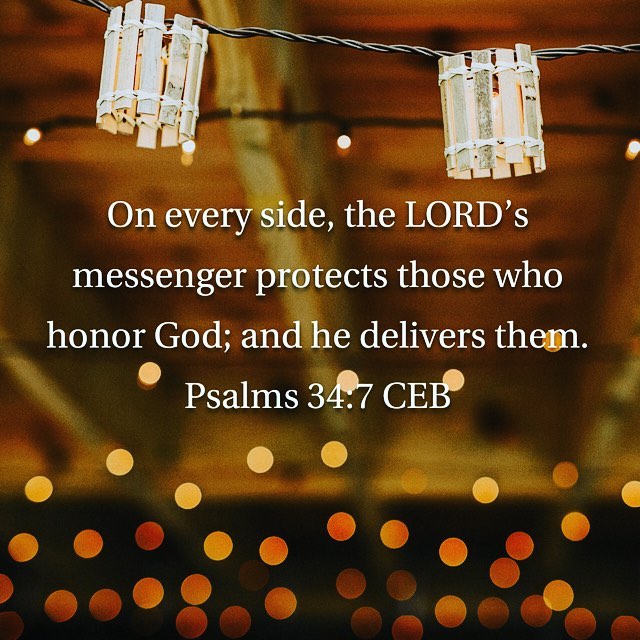 On every side, the LORD’s
messenger protects those who
honor God; and he delivers them.
Psalms 34:7 CEB